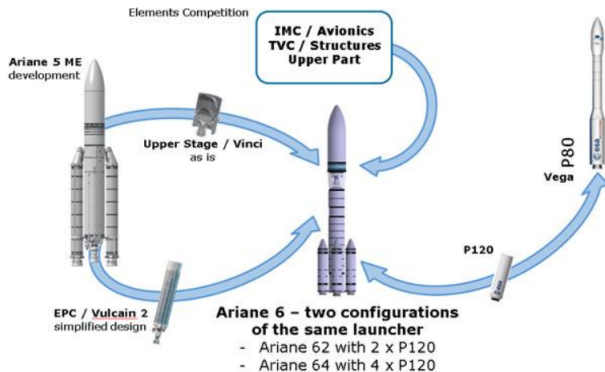 Elements Competition
IMC / Avionics
TVC / Structures
Upper Part
Ariane 5 ME
development
Upper Stage / Vinci
as is
P80
Vega
esa
P120
esa
EPC / Vulcain 2
simplified design
Ariane 6 – two configurations
of the same launcher
- Ariane 62 with 2 x P120
- Ariane 64 with 4 x P120